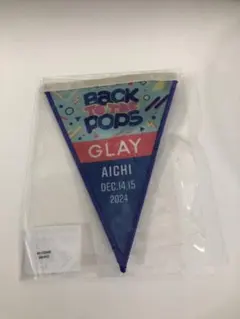 BACK
TO THE
POPS
GLAY
AICHI
DEC.14,15
2024